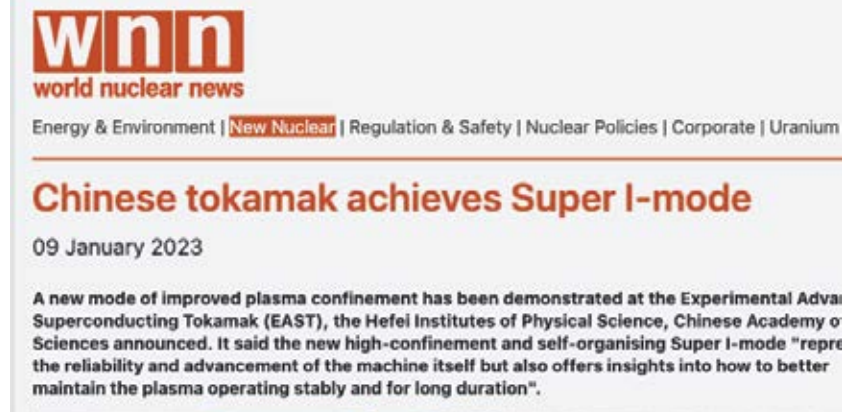 wnn
world nuclear news
Energy & Environment | New Nuclear | Regulation & Safety | Nuclear Policies | Corporate | Uranium
Chinese tokamak achieves Super I-mode
09 January 2023
A new mode of improved plasma confinement has been demonstrated at the Experimental Advan
Superconducting Tokamak (EAST), the Hefei Institutes of Physical Science, Chinese Academy o
Sciences announced. It said the new high-confinement and self-organising Super I-mode "repre
the reliability and advancement of the machine itself but also offers insights into how to better
maintain the plasma operating stably and for long duration".